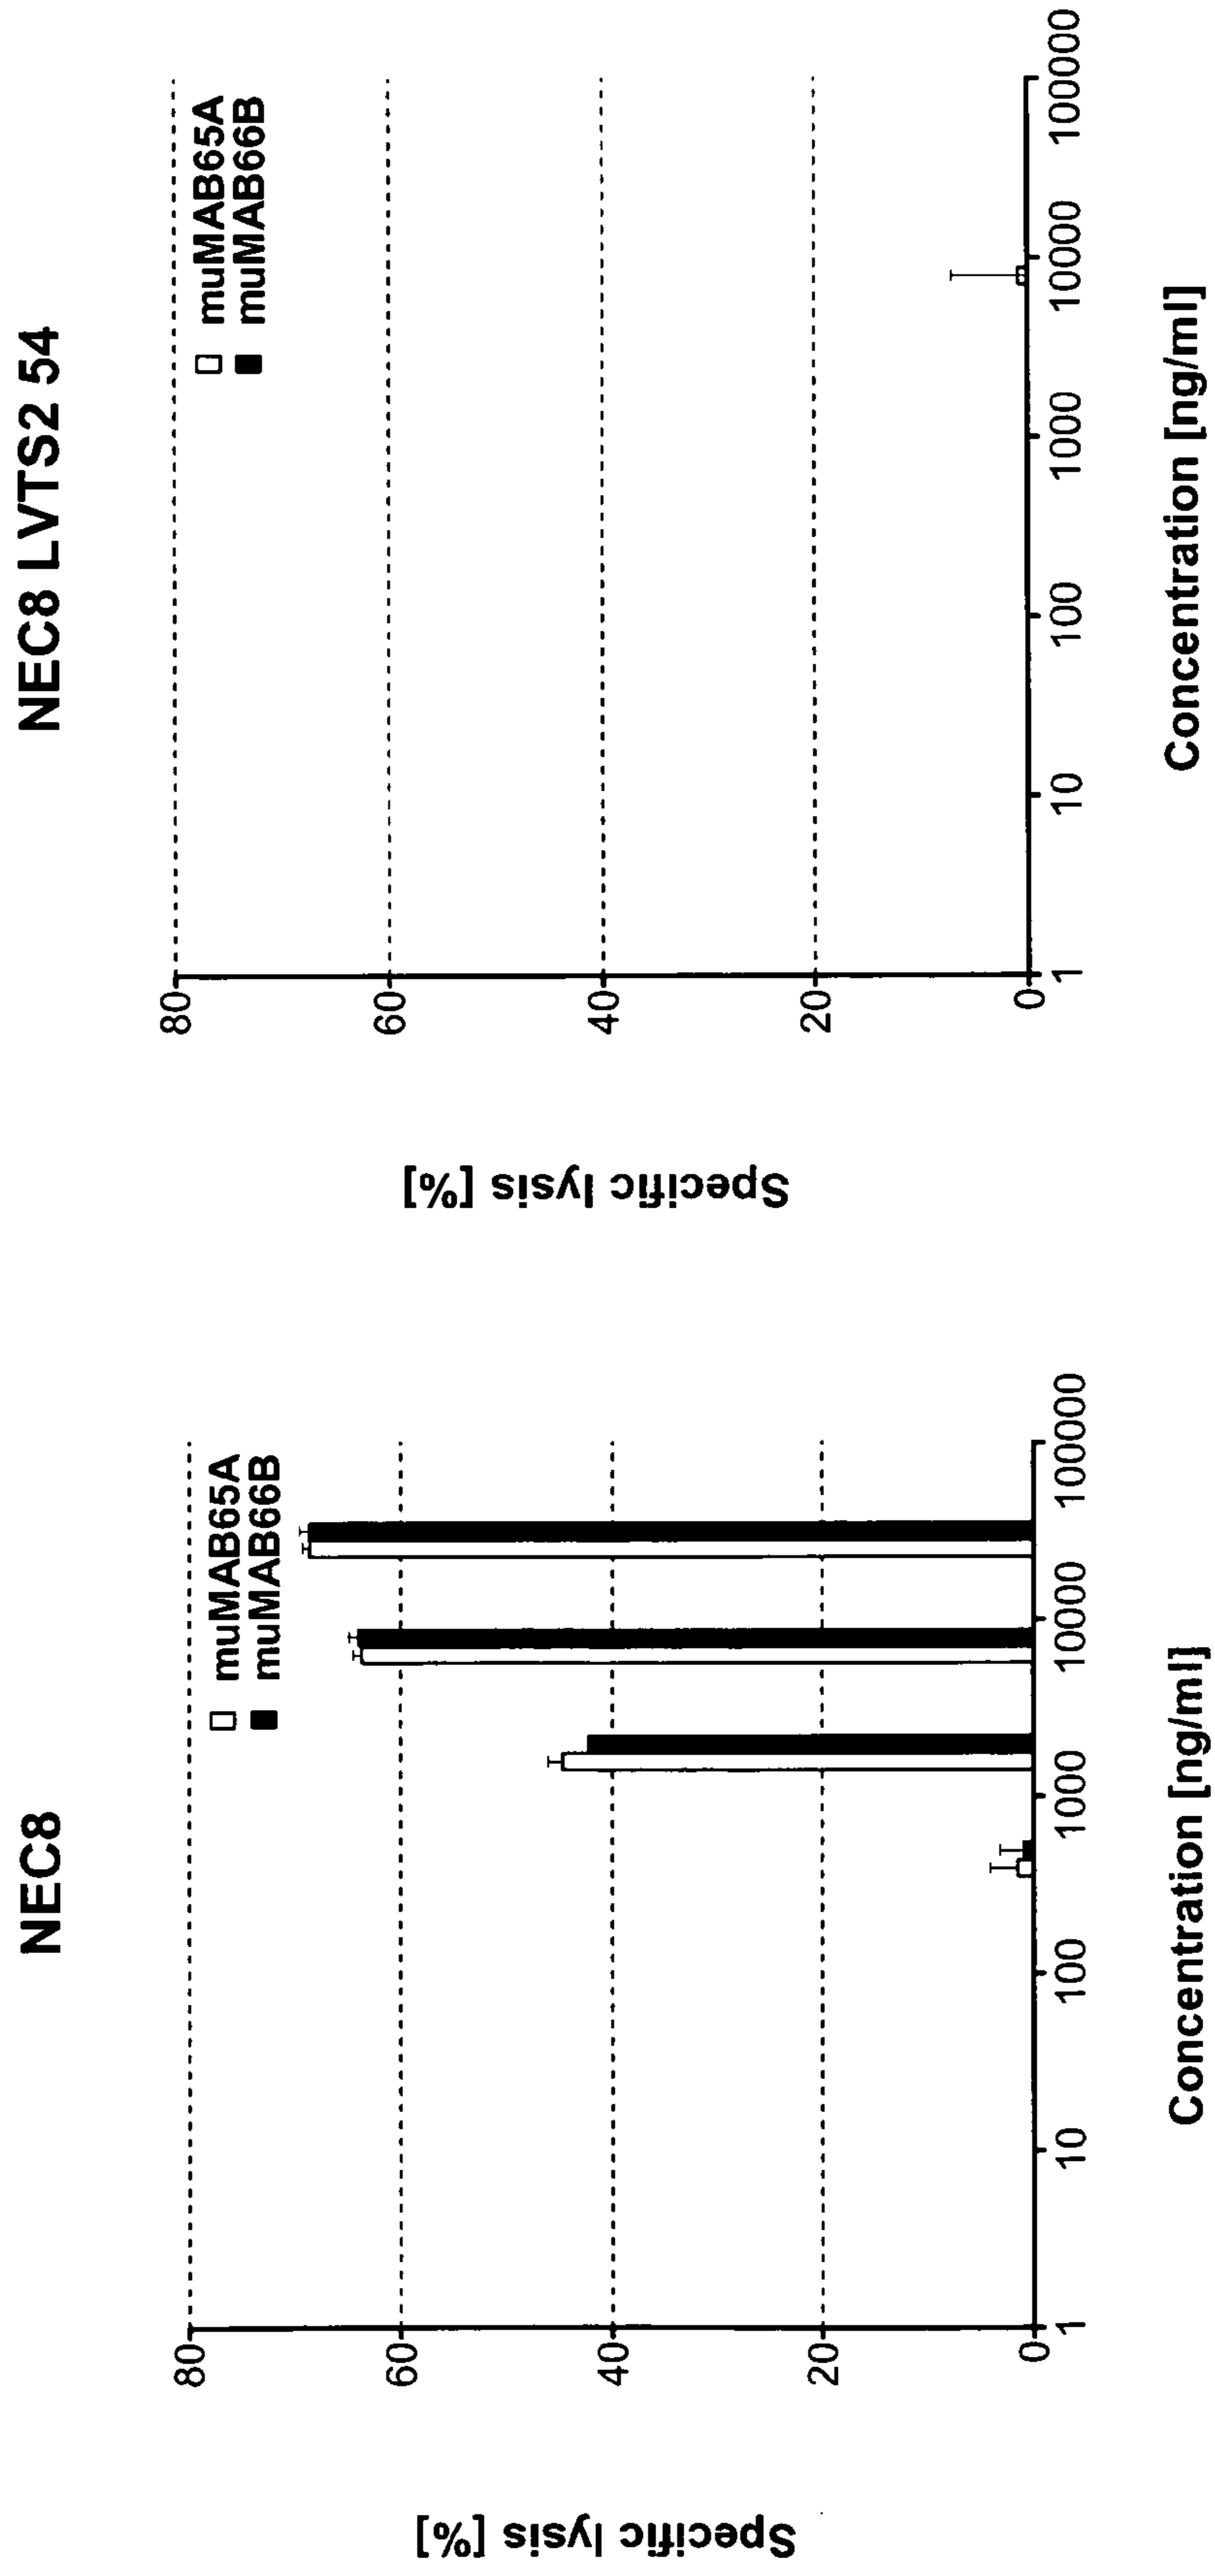 NEC8
muMAB65A
muMAB66B
Specific lysis [%]
80
60
40
20
0
1
10
100
1000
10000
100000
Concentration [ng/ml]
NEC8 LVTS2 54
muMAB65A
muMAB66B
Specific lysis [%]
80
60
40
20
0
1
10
100
1000
10000
100000
Concentration [ng/ml]